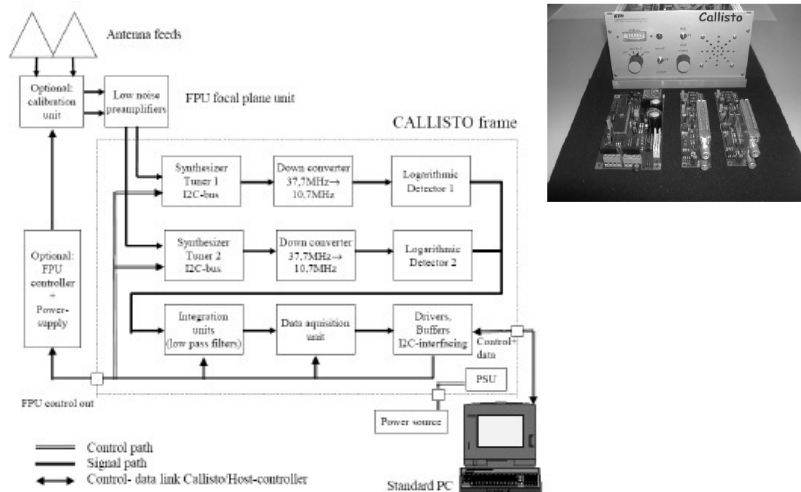 Antenna feeds
Optional:
calibration
unit
Low noise
preamplifiers
FPU focal plane unit
CALLISTO frame
Synthesizer
Tuner 1
I2C-bus
Down converter
37,7MHz→
10,7MHz
Logarithmic
Detector 1
Synthesizer
Tuner 2
I2C-bus
Down converter
37,7MHz→
10,7MHz
Logarithmic
Detector 2
Optional:
FPU
controller
+
Power-
supply
Integration
units
(low pass filters)
Data aquisition
unit
Drivers,
Buffers
I2C-interfacing
Control+
data
PSU
FPU control out
Power source
Control path
Signal path
Control- data link Callisto/Host-controller
Standard PC
ETH
Callisto